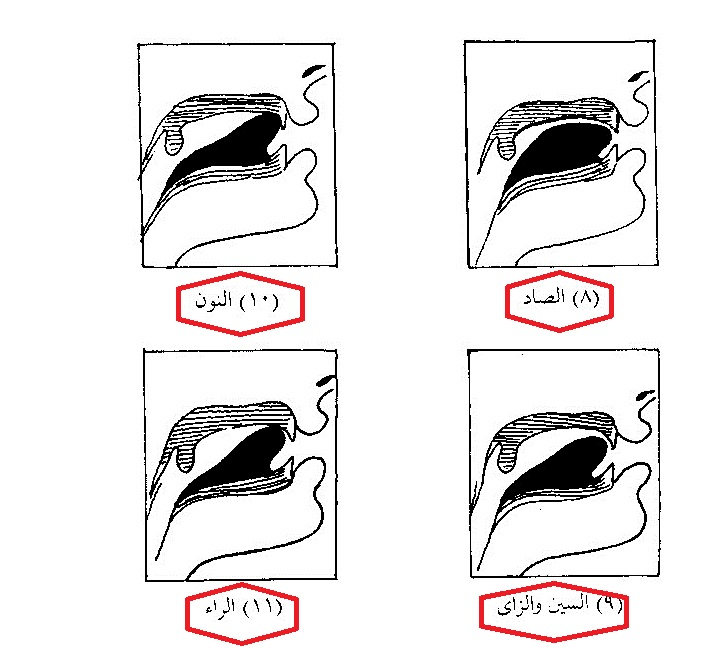 (٨) الصاد
(١٠) النون
(٩) السين والزاى
(١١) الراء